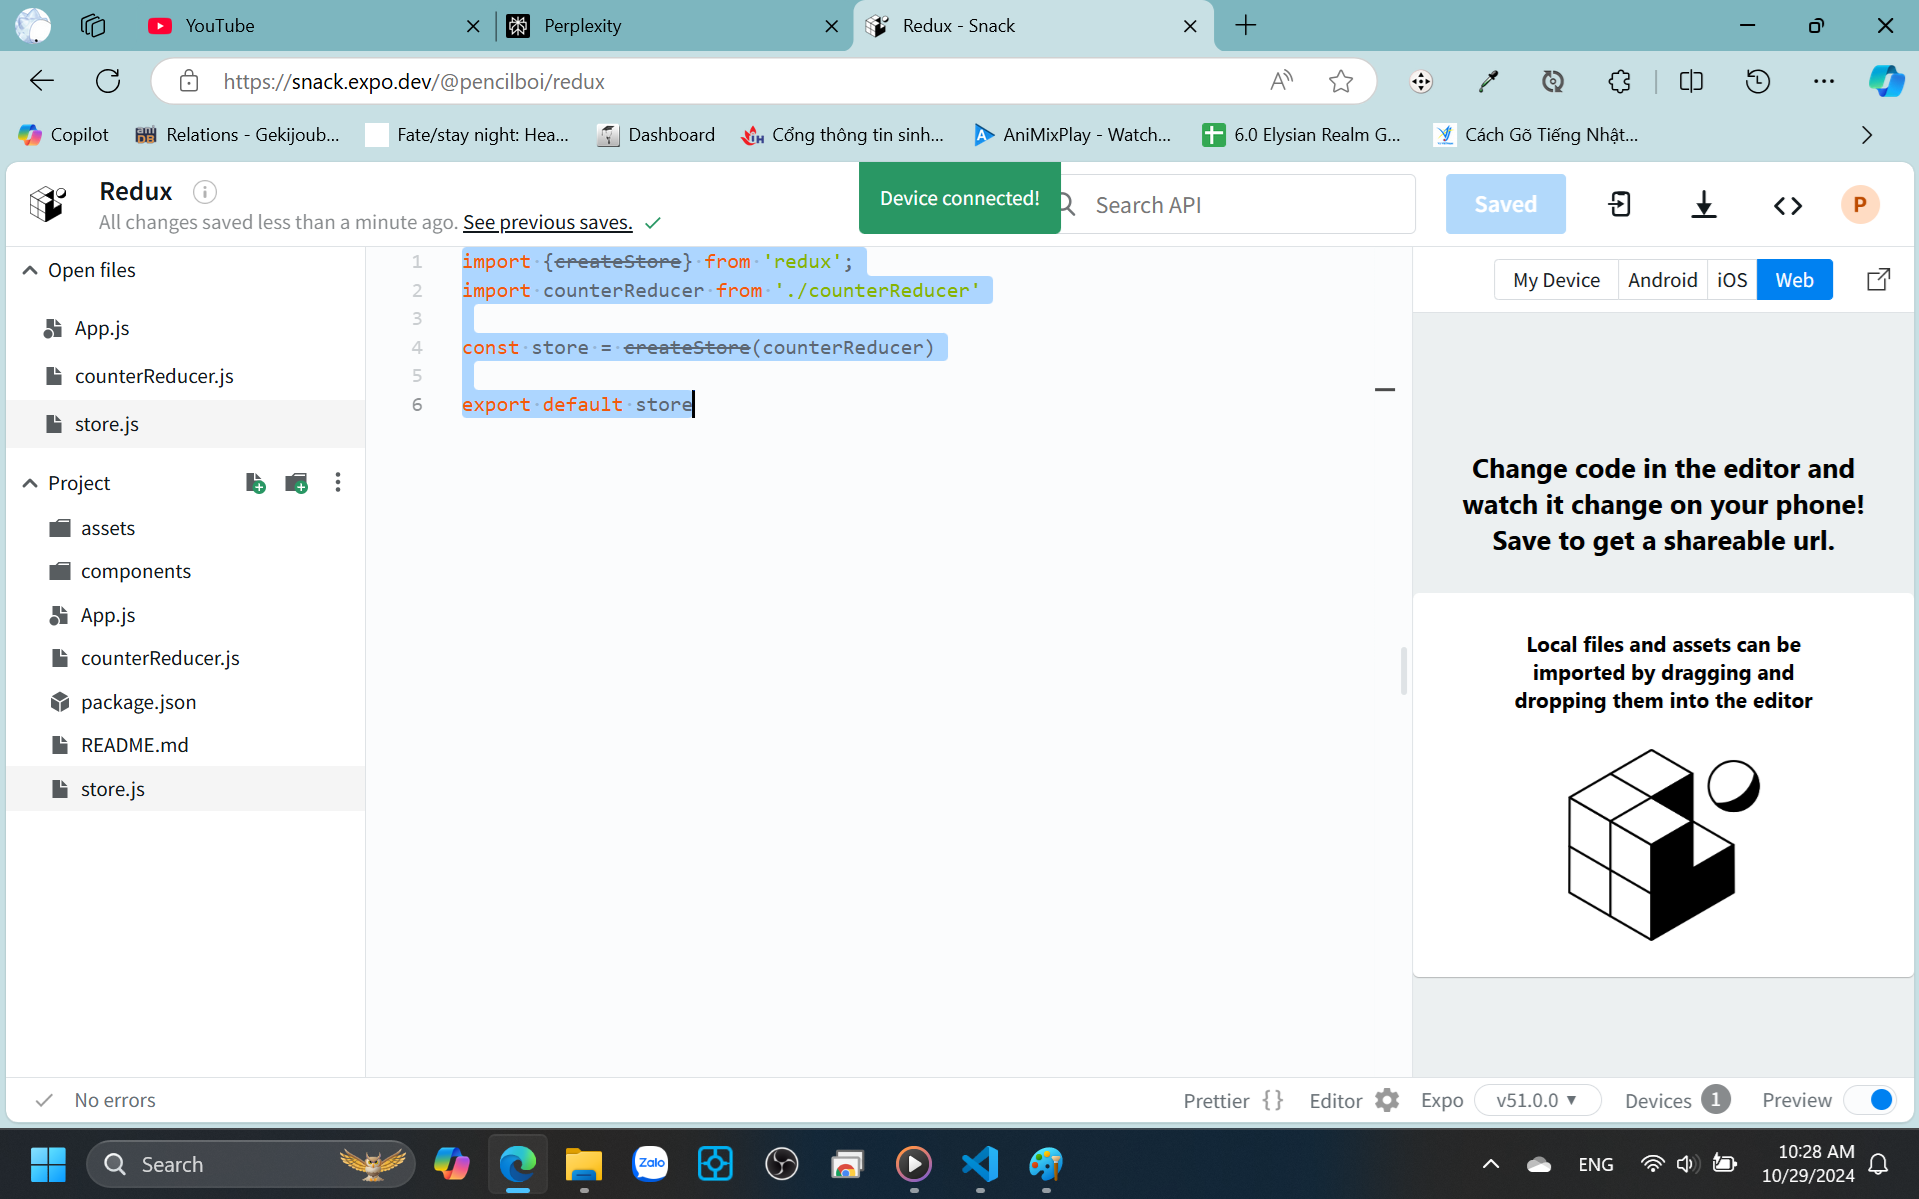 YouTube
Perplexity
Redux - Snack
https://snack.expo.dev/@pencilboi/redux
Copilot
Relations - Gekijoub...
Fate/stay night: Hea...
Dashboard
Cổng thông tin sinh...
AniMixPlay - Watch...
6.0 Elysian Realm G...
Cách Gõ Tiếng Nhật...
Redux
All changes saved less than a minute ago. See previous saves.
Device connected!
Search API
Saved
P
Open files
App.js
counterReducer.js
store.js
Project
assets
components
App.js
counterReducer.js
package.json
README.md
store.js
1 import {createStore} from 'redux';
2 import counterReducer from './counterReducer'
3
4 const store = createStore(counterReducer)
5
6 export default store
My Device
Android
iOS
Web
Change code in the editor and
watch it change on your phone!
Save to get a shareable url.
Local files and assets can be
imported by dragging and
dropping them into the editor
No errors
Prettier {}
Editor
Expo
v51.0.0
Devices 1
Preview
Search
Zalo
ENG
10:28 AM
10/29/2024